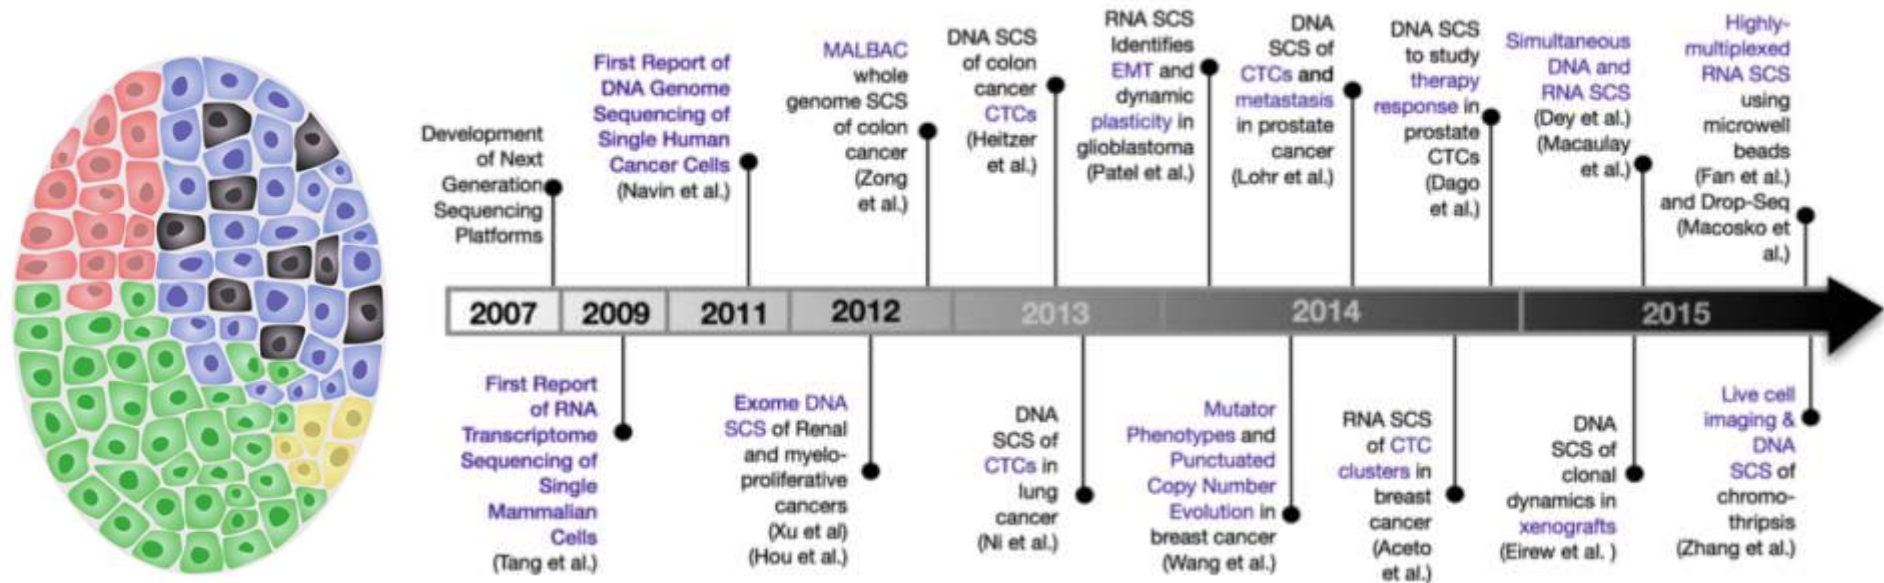 Development
of Next
Generation
Sequencing
Platforms
First Report of
DNA Genome
Sequencing of
Single Human
Cancer Cells
(Navin et al.)
MALBAC
whole
genome SCS
of colon
cancer
(Zong
et al.)
DNA SCS
of colon
cancer
CTCs
(Heitzer
et al.)
RNA SCS
Identifies
EMT and
dynamic
plasticity in
glioblastoma
(Patel et al.)
DNA
SCS of
CTCs and
metastasis
in prostate
cancer
(Lohr et al.)
DNA SCS
to study
therapy
response in
prostate
CTCs
(Dago
et al.)
Simultaneous
DNA and
RNA SCS
(Dey et al.)
(Macaulay
et al.)
Highly-
multiplexed
RNA SCS
using
microwell
beads
(Fan et al.)
and Drop-Seq
(Macosko et
al.)
2007 2009 2011 2012 2013 2014 2015
First Report
of RNA
Transcriptome
Sequencing of
Single
Mammalian
Cells
(Tang et al.)
Exome DNA
SCS of Renal
and myelo-
proliferative
cancers
(Xu et al)
(Hou et al.)
DNA
SCS of
CTCs in
lung
cancer
(Ni et al.)
Mutator
Phenotypes and
Punctuated
Copy Number
Evolution in
breast cancer
(Wang et al.)
RNA SCS
of CTC
clusters in
breast
cancer
(Aceto
et al.)
DNA
SCS of
clonal
dynamics in
xenografts
(Eirew et al. )
Live cell
imaging &
DNA
SCS of
chromo-
thripsis
(Zhang et al.)